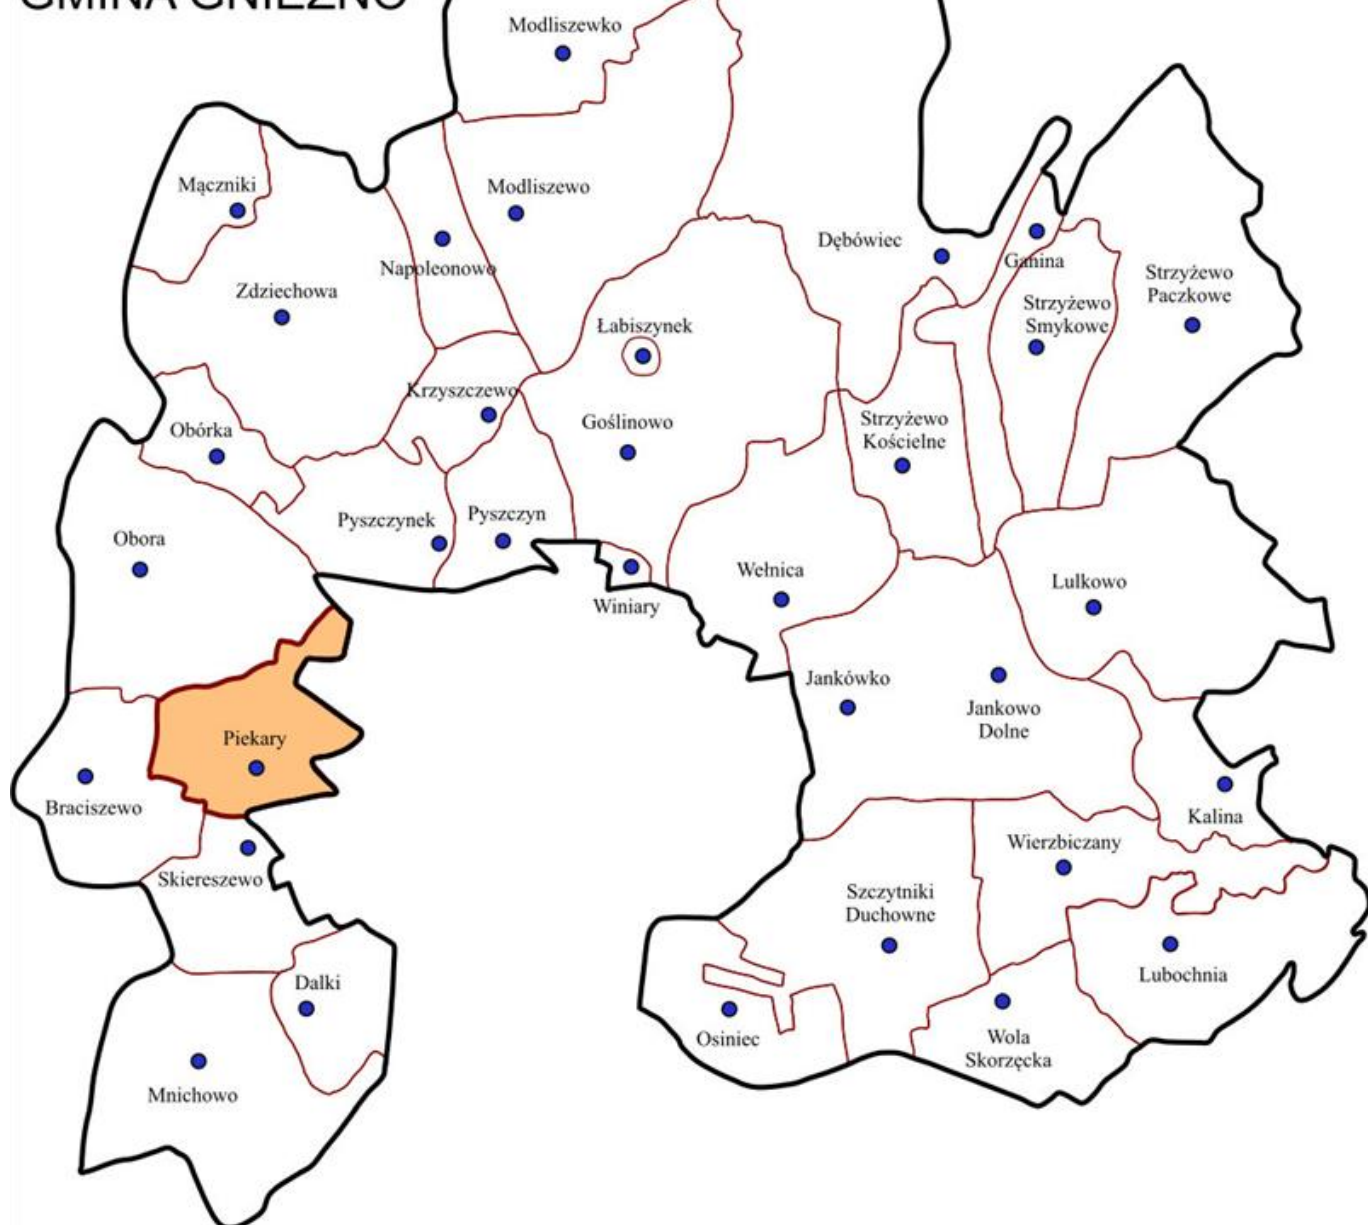 GMINA GNIEZNO
Modliszewko
Mączniki
Modliszewo
Dębówiec
Napoleonowo
Ganina
Strzyżewo
Paczkowe
Zdziechowa
Strzyżewo
Smykowe
Łabiszynek
Krzyszczewo
Goślinowo
Strzyżewo
Kościelne
Obórka
Pyszczynek
Pyszczyn
Obora
Wełnica
Lulkowo
Winiary
Jankówko
Jankowo
Dolne
Piekary
Braciszewo
Kalina
Wierzbiczany
Skiereszewo
Szczytniki
Duchowne
Lubochnia
Dalki
Osiniec
Wola
Skorzęcka
Mnichowo